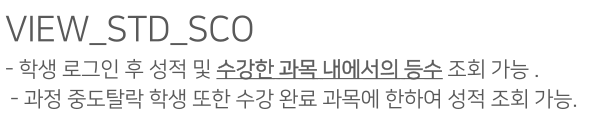 VIEW_STD_SCO
- 학생 로그인 후 성적 및 수강한 과목 내에서의 등수 조회 가능 .
- 과정 중도탈락 학생 또한 수강 완료 과목에 한하여 성적 조회 가능.